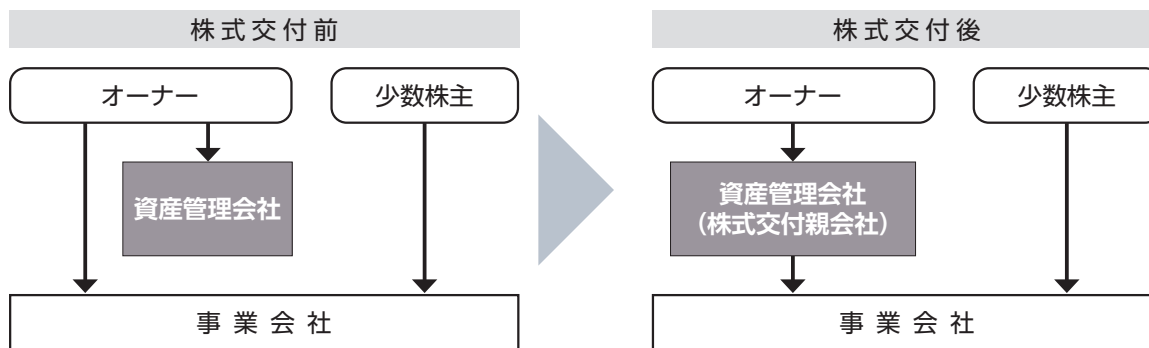 株式交付前
オーナー
少数株主
資産管理会社
事業会社
株式交付後
オーナー
少数株主
資産管理会社
（株式交付親会社）
事業会社